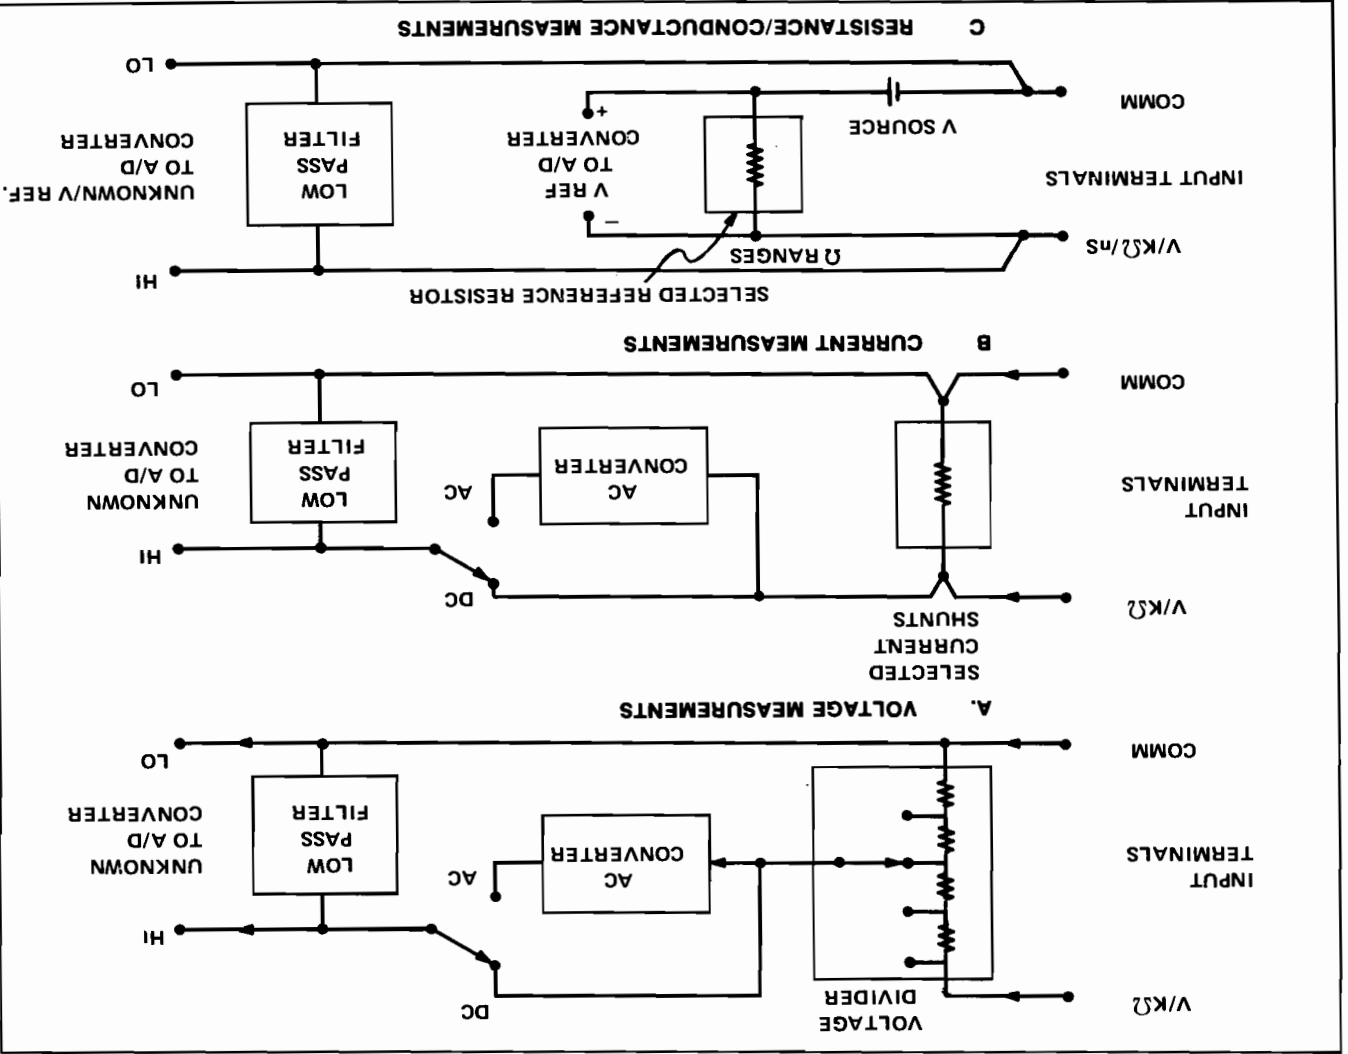 VOLTAGE
DIVIDER
V/KΩ
DC
HI
INPUT
TERMINALS
AC
CONVERTER
AC
LOW
PASS
FILTER
UNKNOWN
TO A/D
CONVERTER
COMM
LO
A. VOLTAGE MEASUREMENTS
SELECTED
CURRENT
SHUNTS
V/KΩ
DC
HI
INPUT
TERMINALS
AC
CONVERTER
AC
LOW
PASS
FILTER
UNKNOWN
TO A/D
CONVERTER
COMM
LO
B CURRENT MEASUREMENTS
SELECTED REFERENCE RESISTOR
HI
Ω RANGES
V/KΩ/nS
−
INPUT TERMINALS
V REF
TO A/D
CONVERTER
+
LOW
PASS
FILTER
UNKNOWN/V REF.
TO A/D
CONVERTER
V SOURCE
COMM
LO
C RESISTANCE/CONDUCTANCE MEASUREMENTS